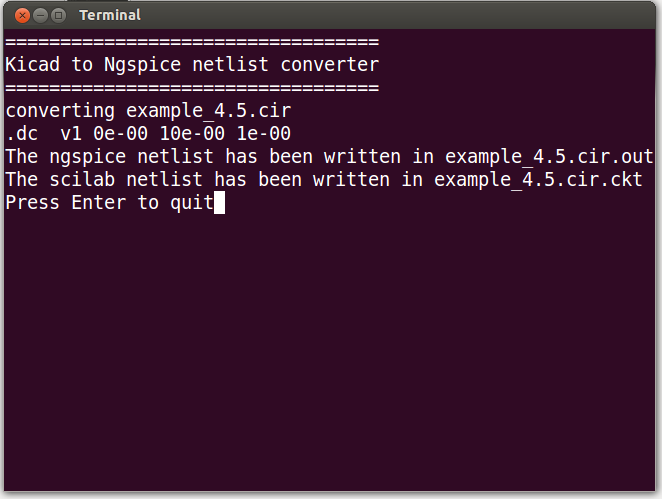 Terminal
==================================
Kicad to Ngspice netlist converter
==================================
converting example_4.5.cir
.dc  v1 0e-00 10e-00 1e-00
The ngspice netlist has been written in example_4.5.cir.out
The scilab netlist has been written in example_4.5.cir.ckt
Press Enter to quit